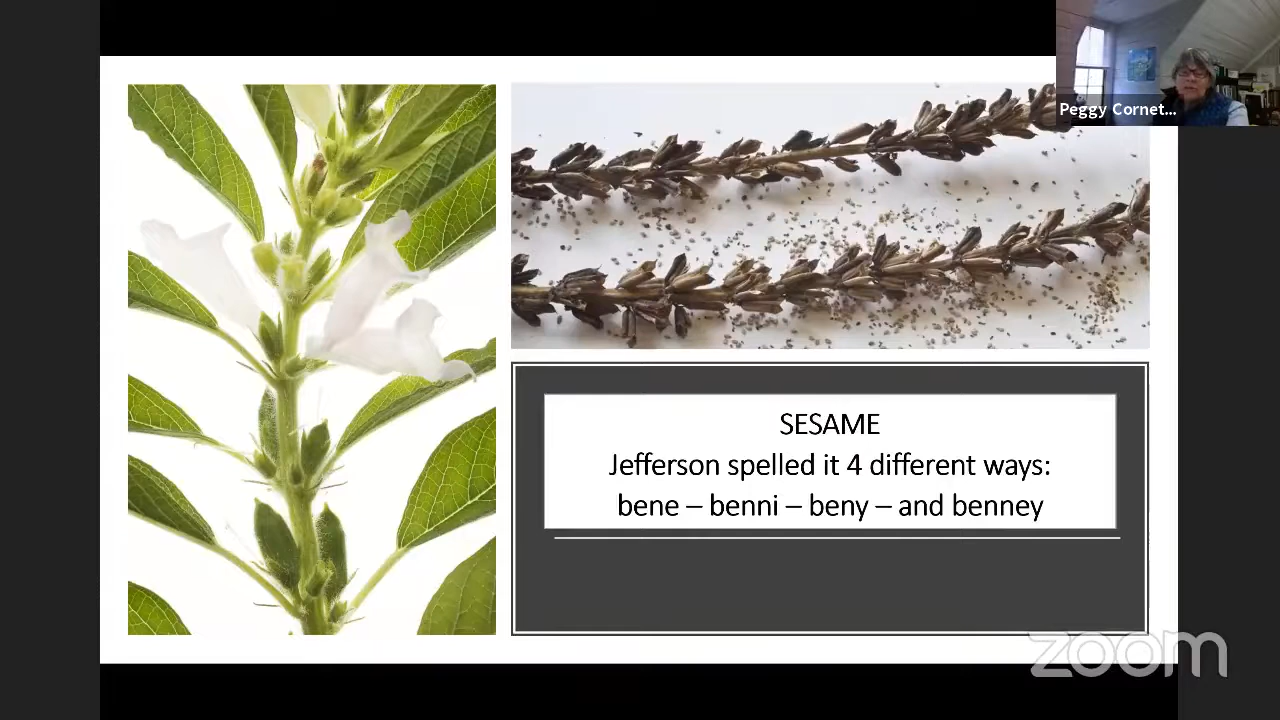 Peggy Cornet...
SESAME
Jefferson spelled it 4 different ways:
bene – benni – beny – and benney
zoom